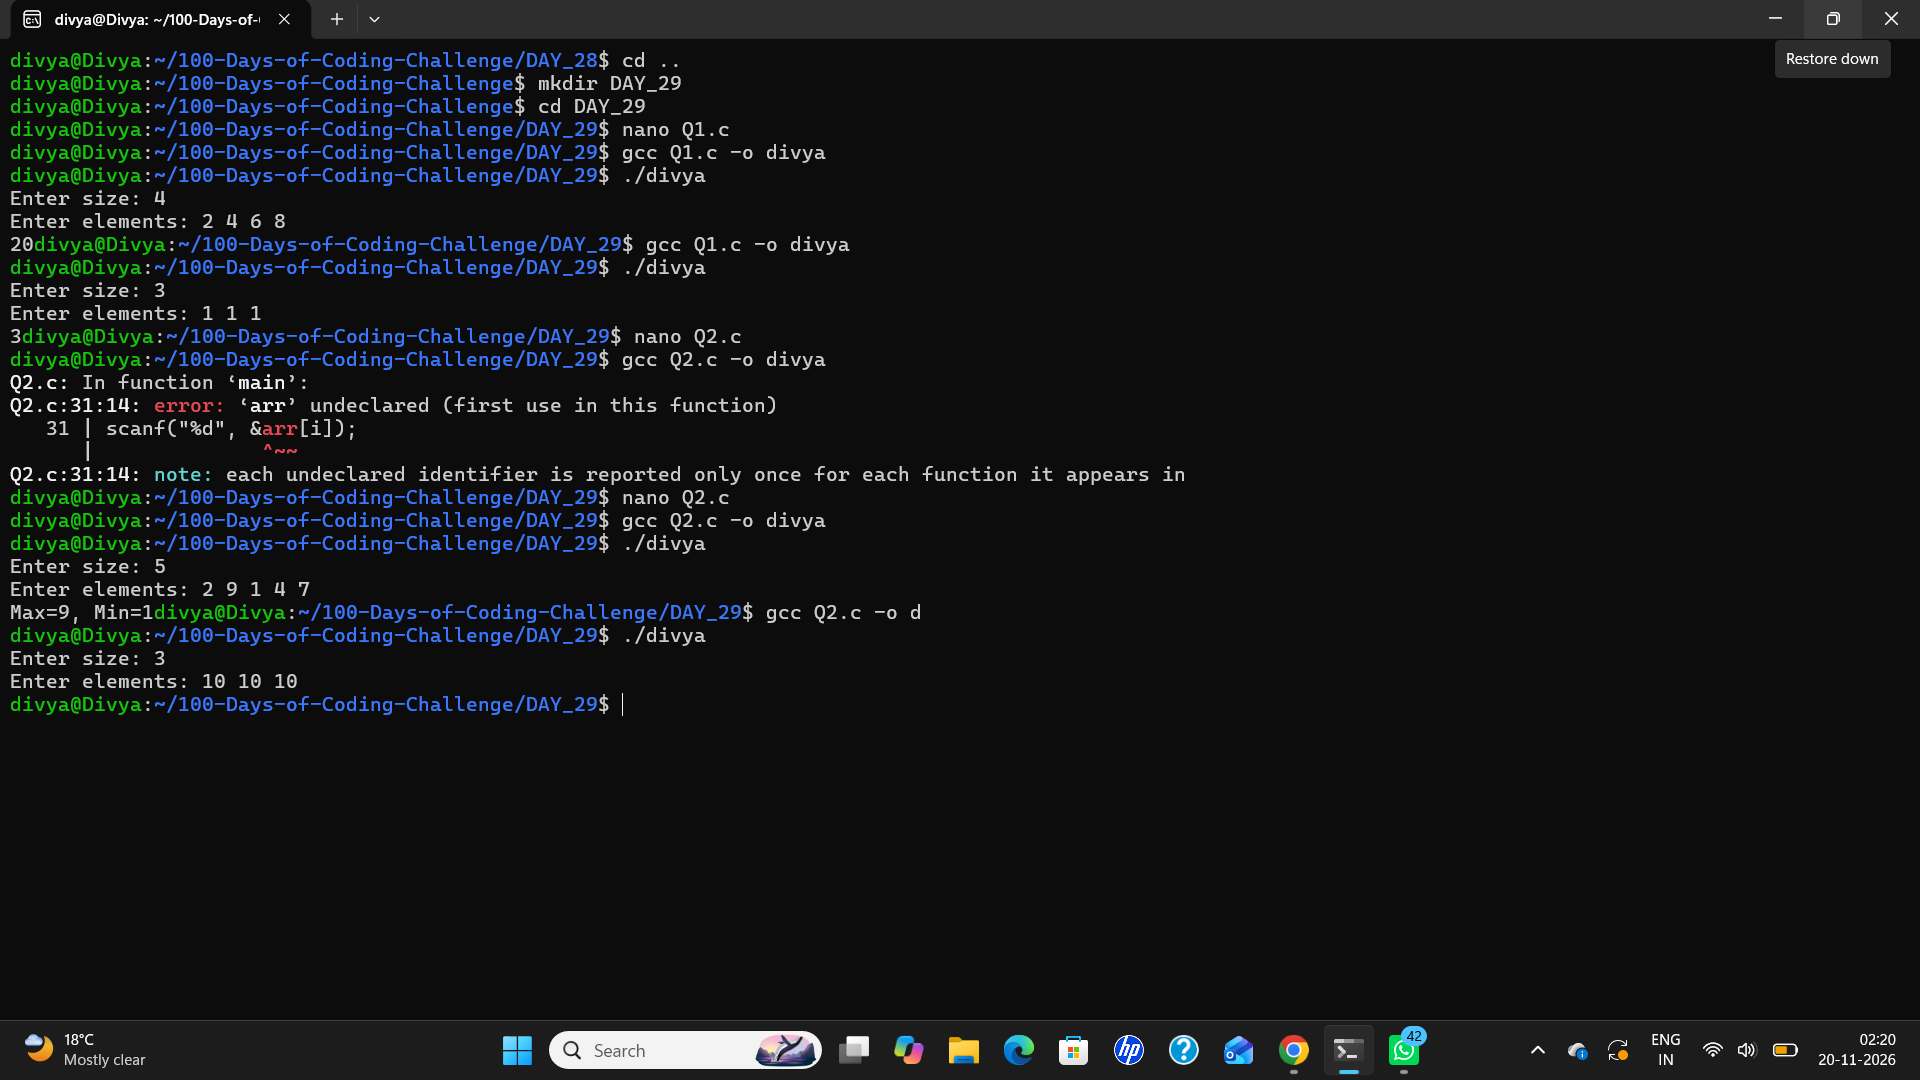 divya@Divya: ~/100-Days-of-
Restore down
divya@Divya:~/100-Days-of-Coding-Challenge/DAY_28$ cd ..
divya@Divya:~/100-Days-of-Coding-Challenge$ mkdir DAY_29
divya@Divya:~/100-Days-of-Coding-Challenge$ cd DAY_29
divya@Divya:~/100-Days-of-Coding-Challenge/DAY_29$ nano Q1.c
divya@Divya:~/100-Days-of-Coding-Challenge/DAY_29$ gcc Q1.c -o divya
divya@Divya:~/100-Days-of-Coding-Challenge/DAY_29$ ./divya
Enter size: 4
Enter elements: 2 4 6 8
20divya@Divya:~/100-Days-of-Coding-Challenge/DAY_29$ gcc Q1.c -o divya
divya@Divya:~/100-Days-of-Coding-Challenge/DAY_29$ ./divya
Enter size: 3
Enter elements: 1 1 1
3divya@Divya:~/100-Days-of-Coding-Challenge/DAY_29$ nano Q2.c
divya@Divya:~/100-Days-of-Coding-Challenge/DAY_29$ gcc Q2.c -o divya
Q2.c: In function ‘main’:
Q2.c:31:14: error: ‘arr’ undeclared (first use in this function)
   31 | scanf("%d", &arr[i]);
      |              ^~~
Q2.c:31:14: note: each undeclared identifier is reported only once for each function it appears in
divya@Divya:~/100-Days-of-Coding-Challenge/DAY_29$ nano Q2.c
divya@Divya:~/100-Days-of-Coding-Challenge/DAY_29$ gcc Q2.c -o divya
divya@Divya:~/100-Days-of-Coding-Challenge/DAY_29$ ./divya
Enter size: 5
Enter elements: 2 9 1 4 7
Max=9, Min=1divya@Divya:~/100-Days-of-Coding-Challenge/DAY_29$ gcc Q2.c -o d
divya@Divya:~/100-Days-of-Coding-Challenge/DAY_29$ ./divya
Enter size: 3
Enter elements: 10 10 10
divya@Divya:~/100-Days-of-Coding-Challenge/DAY_29$
18°C
Mostly clear
Search
hp
42
ENG
IN
02:20
20-11-2026